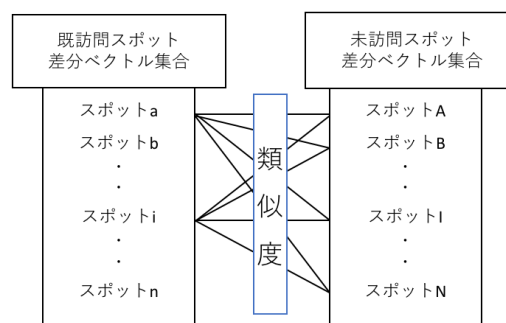 既訪問スポット
差分ベクトル集合
スポットa
スポットb
・
・
スポットi
・
・
スポットn
類
似
度
未訪問スポット
差分ベクトル集合
スポットA
スポットB
・
・
スポットI
・
・
スポットN